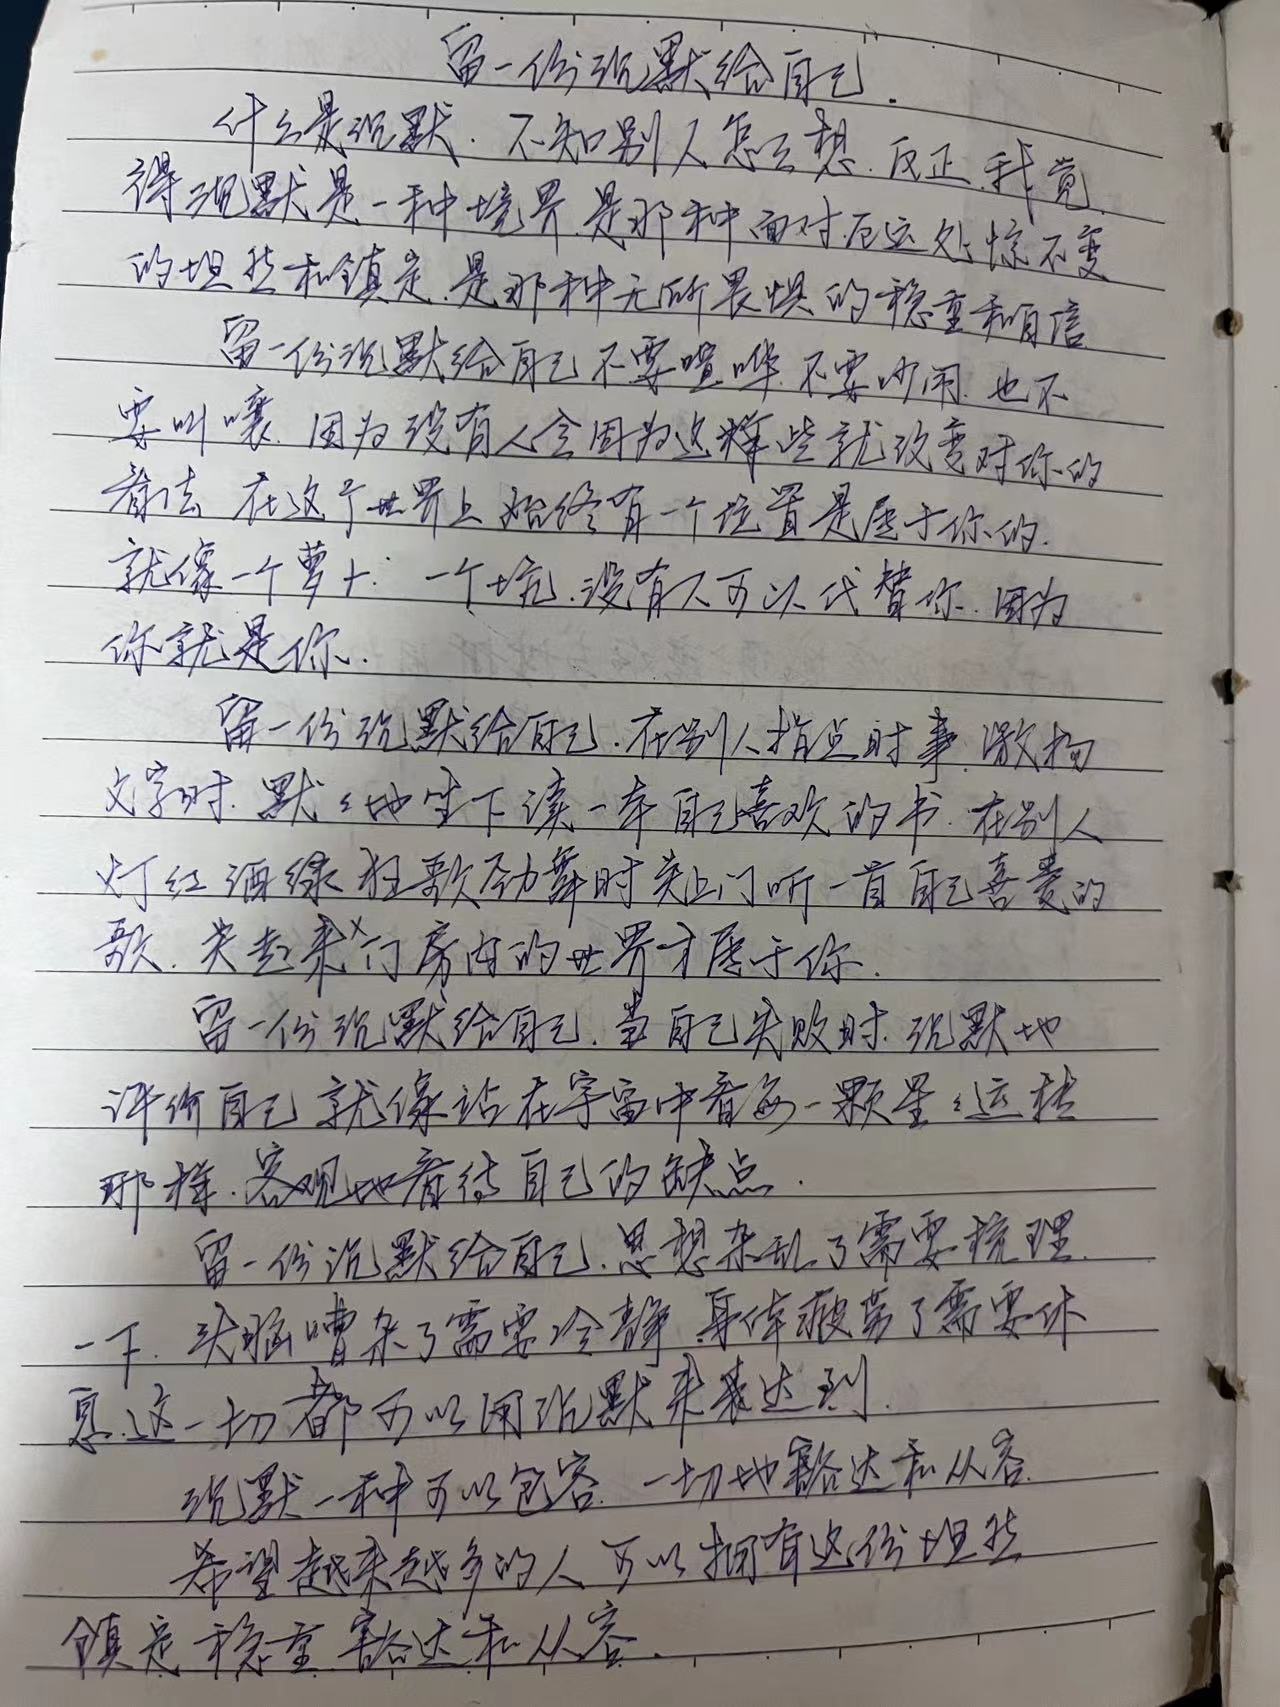 留一份沉默给自己.
什么是沉默.不知别人怎么想.反正.我觉
得沉默是一种境界.是那种面对厄运处惊不变
的坦然和镇定.是那种无所畏惧的稳重和自信
留一份沉默给自己不要喧哗.不要吵闹.也不
要叫嚷.因为没有人会因为这样些就改变对你的
看法 在这个世界上 始终有一个位置是属于你的.
就像一个萝卜.一个坑.没有人可以代替你.因为
你就是你.
留一份沉默给自己.在别人指点时事.激扬
文字时.默々地坐下读一本自己喜欢的书.在别人
灯红酒绿狂歌劲舞时关上门听一首自己喜爱的
歌.关起来门房内的世界才属于你.
留一份沉默给自己.当自己失败时.沉默地
评价自己就像站在宇宙中看每一颗星々运转
那样.客观地看待自己的缺点.
留一份沉默给自己.思想杂乱了需要梳理
一下.头脑嘈杂了需要冷静.身体疲劳了需要休
息.这一切都可以用沉默来表达到.
沉默一种可以包容.一切地豁达和从容.
希望越来越多的人可以拥有这份坦然
镇定稳重.豁达和从容.